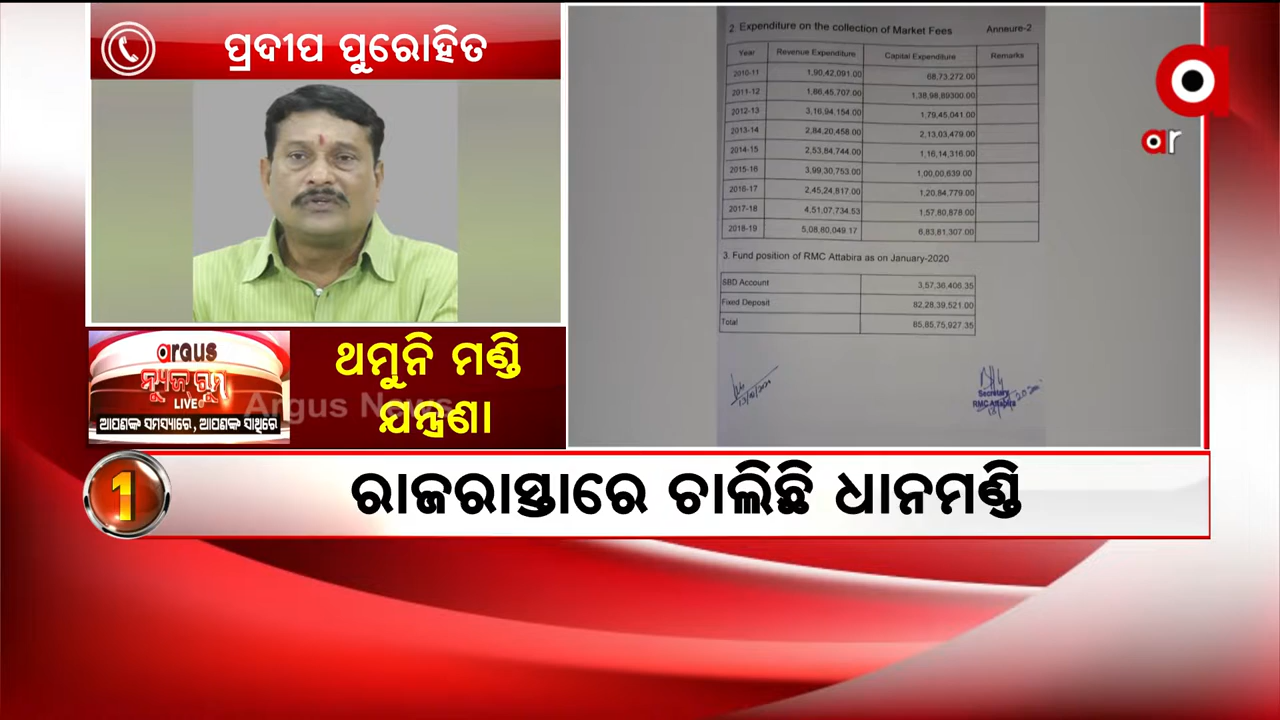 ପ୍ରଦୀପ ପୁରୋହିତ
2. Expenditure on the collection of Market Fees Anneure-2
Year Revenue Expenditure Capital Expenditure Remarks
2010-11 1,90,42,091.00 68,73,272.00
2011-12 1,86,45,707.00 1,38,98,89300.00
2012-13 3,16,94,154.00 1,79,45,041.00
2013-14 2,84,20,458.00 2,13,03,479.00
2014-15 2,53,84,744.00 1,16,14,316.00
2015-16 3,99,30,753.00 1,00,00,639.00
2016-17 2,45,24,817.00 1,20,84,779.00
2017-18 4,51,07,734.53 1,57,80,878.00
2018-19 5,08,60,049.17 6,83,61,307.00
3. Fund position of RMC Attabira as on January-2020
SBD Account 3,57,36,406.35
Fixed Deposit 82,28,39,521.00
Total 85,85,75,927.35
13/02/2020
Secretary
RMC Attabira
a
ar
argus
ନ୍ୟୁଜ୍ ରୁମ୍
LIVE
ଆପଣଙ୍କ ସମସ୍ୟାରେ, ଆପଣଙ୍କ ସାଥିରେ
Argus News
ଥମୁନି ମଣ୍ଡି
ଯନ୍ତ୍ରଣା
1 ରାଜରାସ୍ତାରେ ଚାଲିଛି ଧାନମଣ୍ଡି